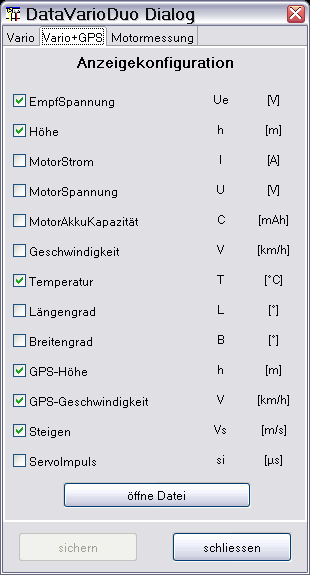 DataVarioDuo Dialog
Vario Vario+GPS Motormessung
Anzeigekonfiguration
EmpfSpannung Ue [V]
Höhe h [m]
MotorStrom I [A]
MotorSpannung U [V]
MotorAkkuKapazität C [mAh]
Geschwindigkeit V [km/h]
Temperatur T [°C]
Längengrad L [°]
Breitengrad B [°]
GPS-Höhe h [m]
GPS-Geschwindigkeit V [km/h]
Steigen Vs [m/s]
ServoImpuls si [µs]
öffne Datei
sichern schliessen